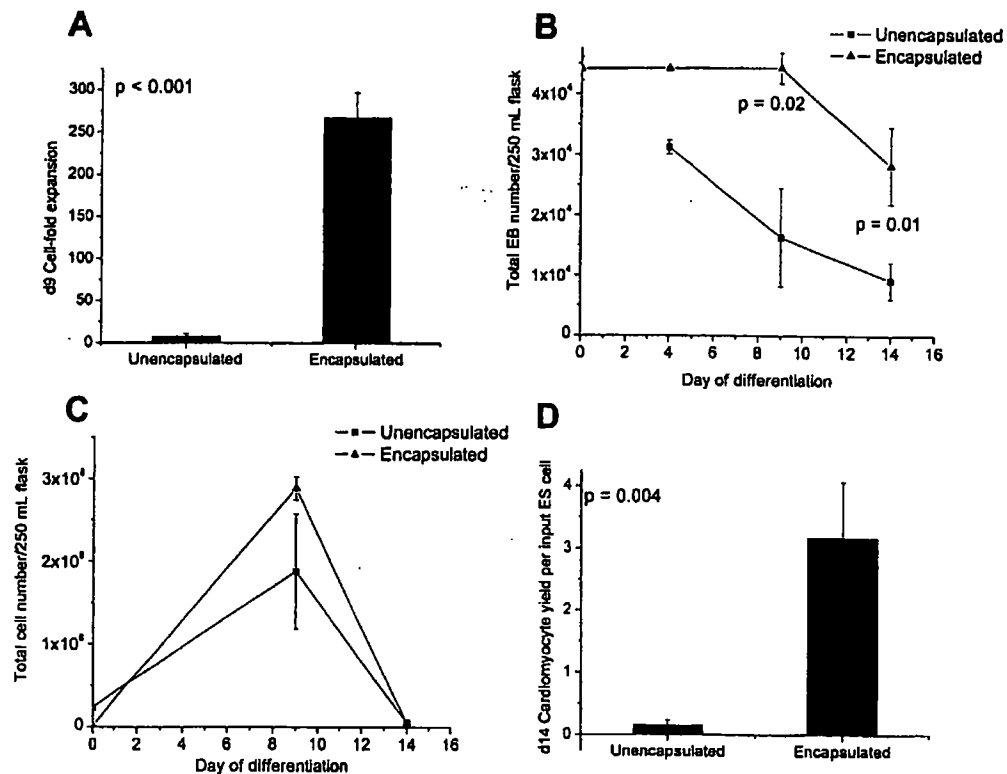 A
p < 0.001
300
250
200
150
100
50
0
d9 Cell-fold expansion
Unencapsulated
Encapsulated
B
Unencapsulated
Encapsulated
4x10⁴
3x10⁴
2x10⁴
1x10⁴
0
Total EB number/250 mL flask
p = 0.02
p = 0.01
0 2 4 6 8 10 12 14 16
Day of differentiation
C
Unencapsulated
Encapsulated
0
Total cell number/250 mL flask
0 2 4 6 8 10 12 14 16
Day of differentiation
D
p = 0.004
4
3
2
1
0
d14 Cardiomyocyte yield per input ES cell
Unencapsulated
Encapsulated